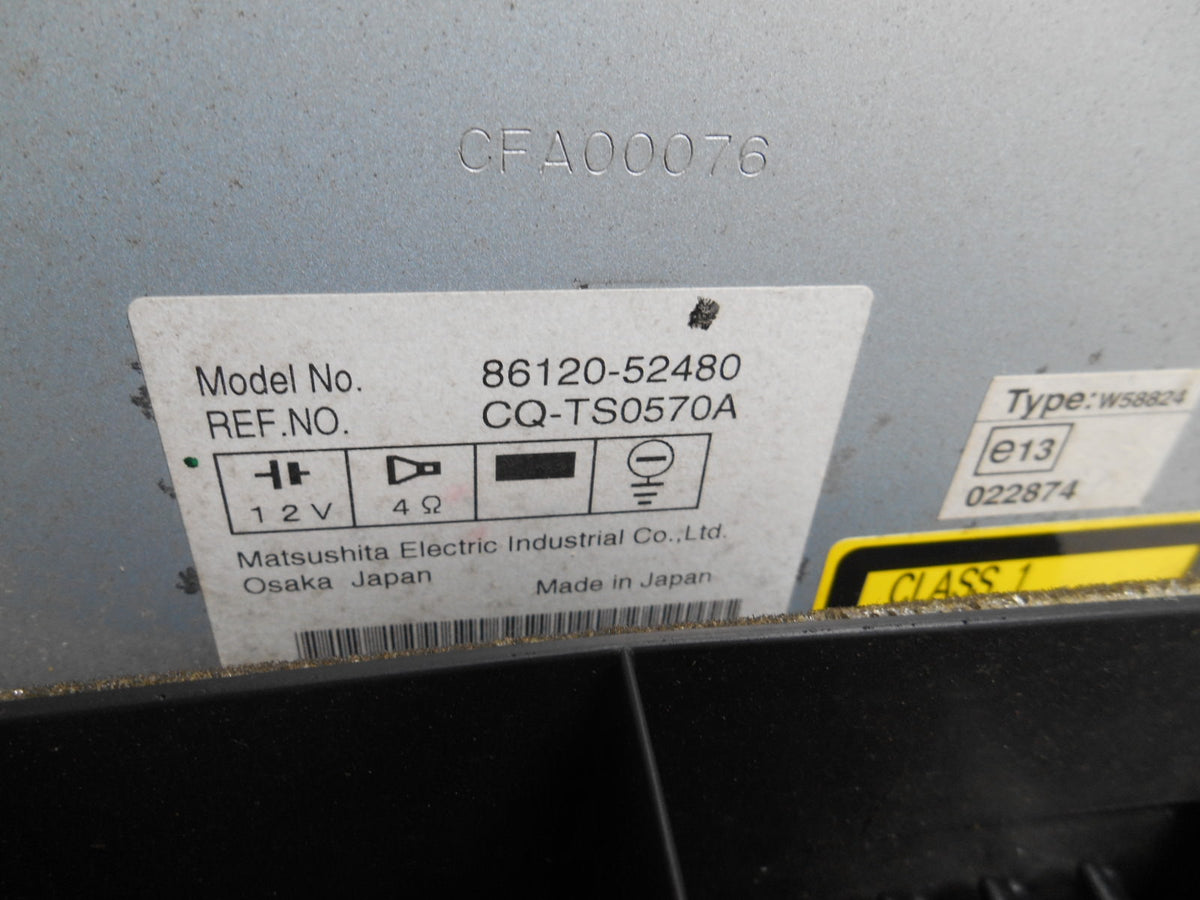 CFA00076
Model No. 86120-52480
REF.NO. CQ-TS0570A
12V 4Ω
Matsushita Electric Industrial Co.,Ltd.
Osaka Japan Made in Japan
Type: W58824
e13
022874
CLASS 1